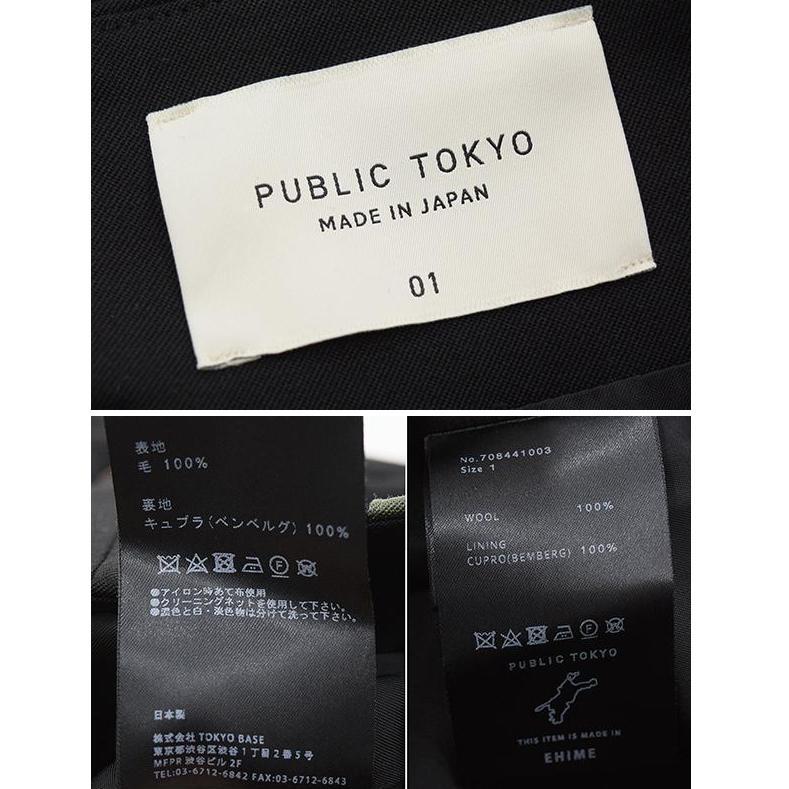 PUBLIC TOKYO
MADE IN JAPAN
01
表地
毛 100%
裏地
キュプラ(ベンベルグ) 100%
●アイロン時あて布使用
●クリーニングネットを使用して下さい。
●濃色と白・淡色物は分けて洗って下さい。
日本製
株式会社 TOKYO BASE
東京都渋谷区渋谷1丁目2番5号
MFPR 渋谷ビル 2F
TEL:03-6712-6842 FAX:03-6712-6843
No.708441003
Size 1
WOOL 100%
LINING
CUPRO(BEMBERG) 100%
PUBLIC TOKYO
THIS ITEM IS MADE IN
EHIME